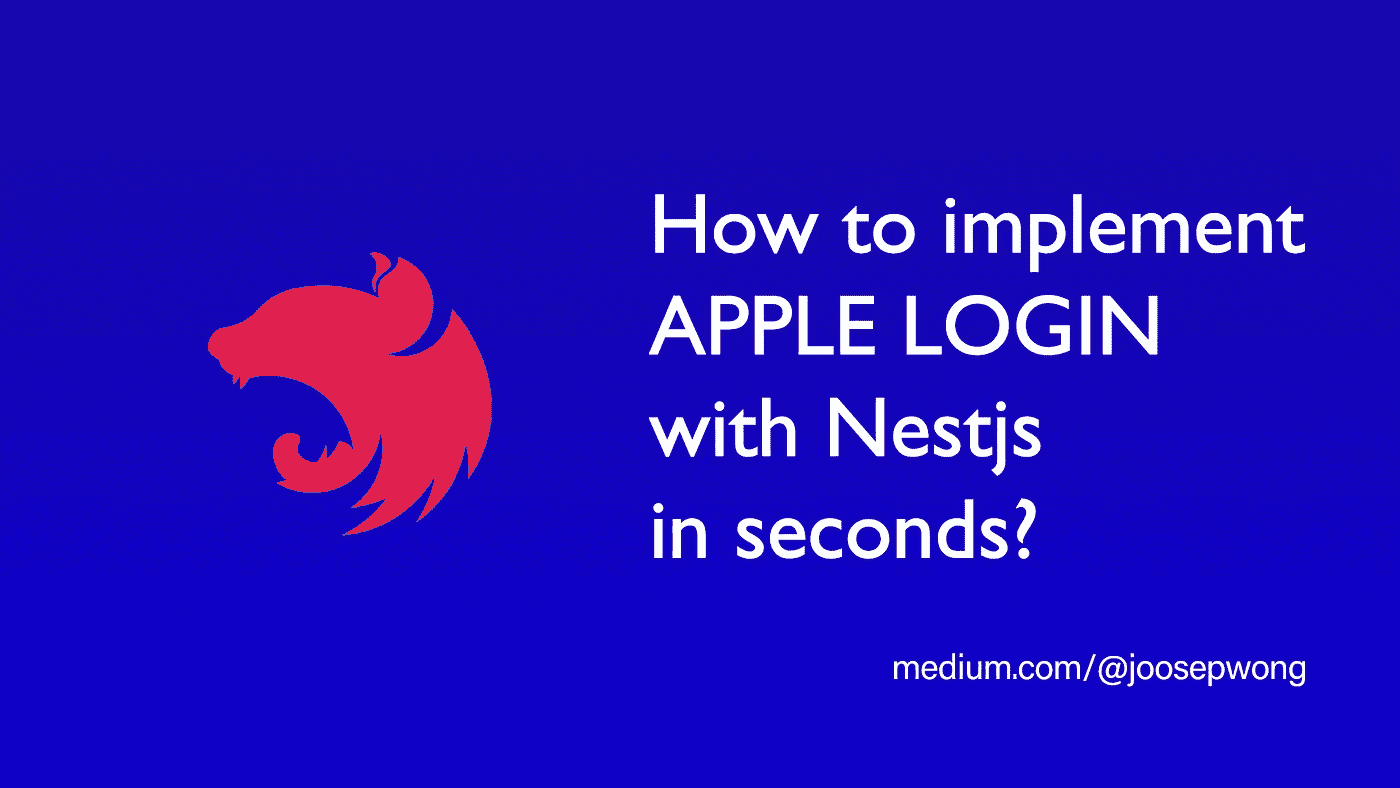 How to implement
APPLE LOGIN
with Nestjs
in seconds?
medium.com/@joosepwong